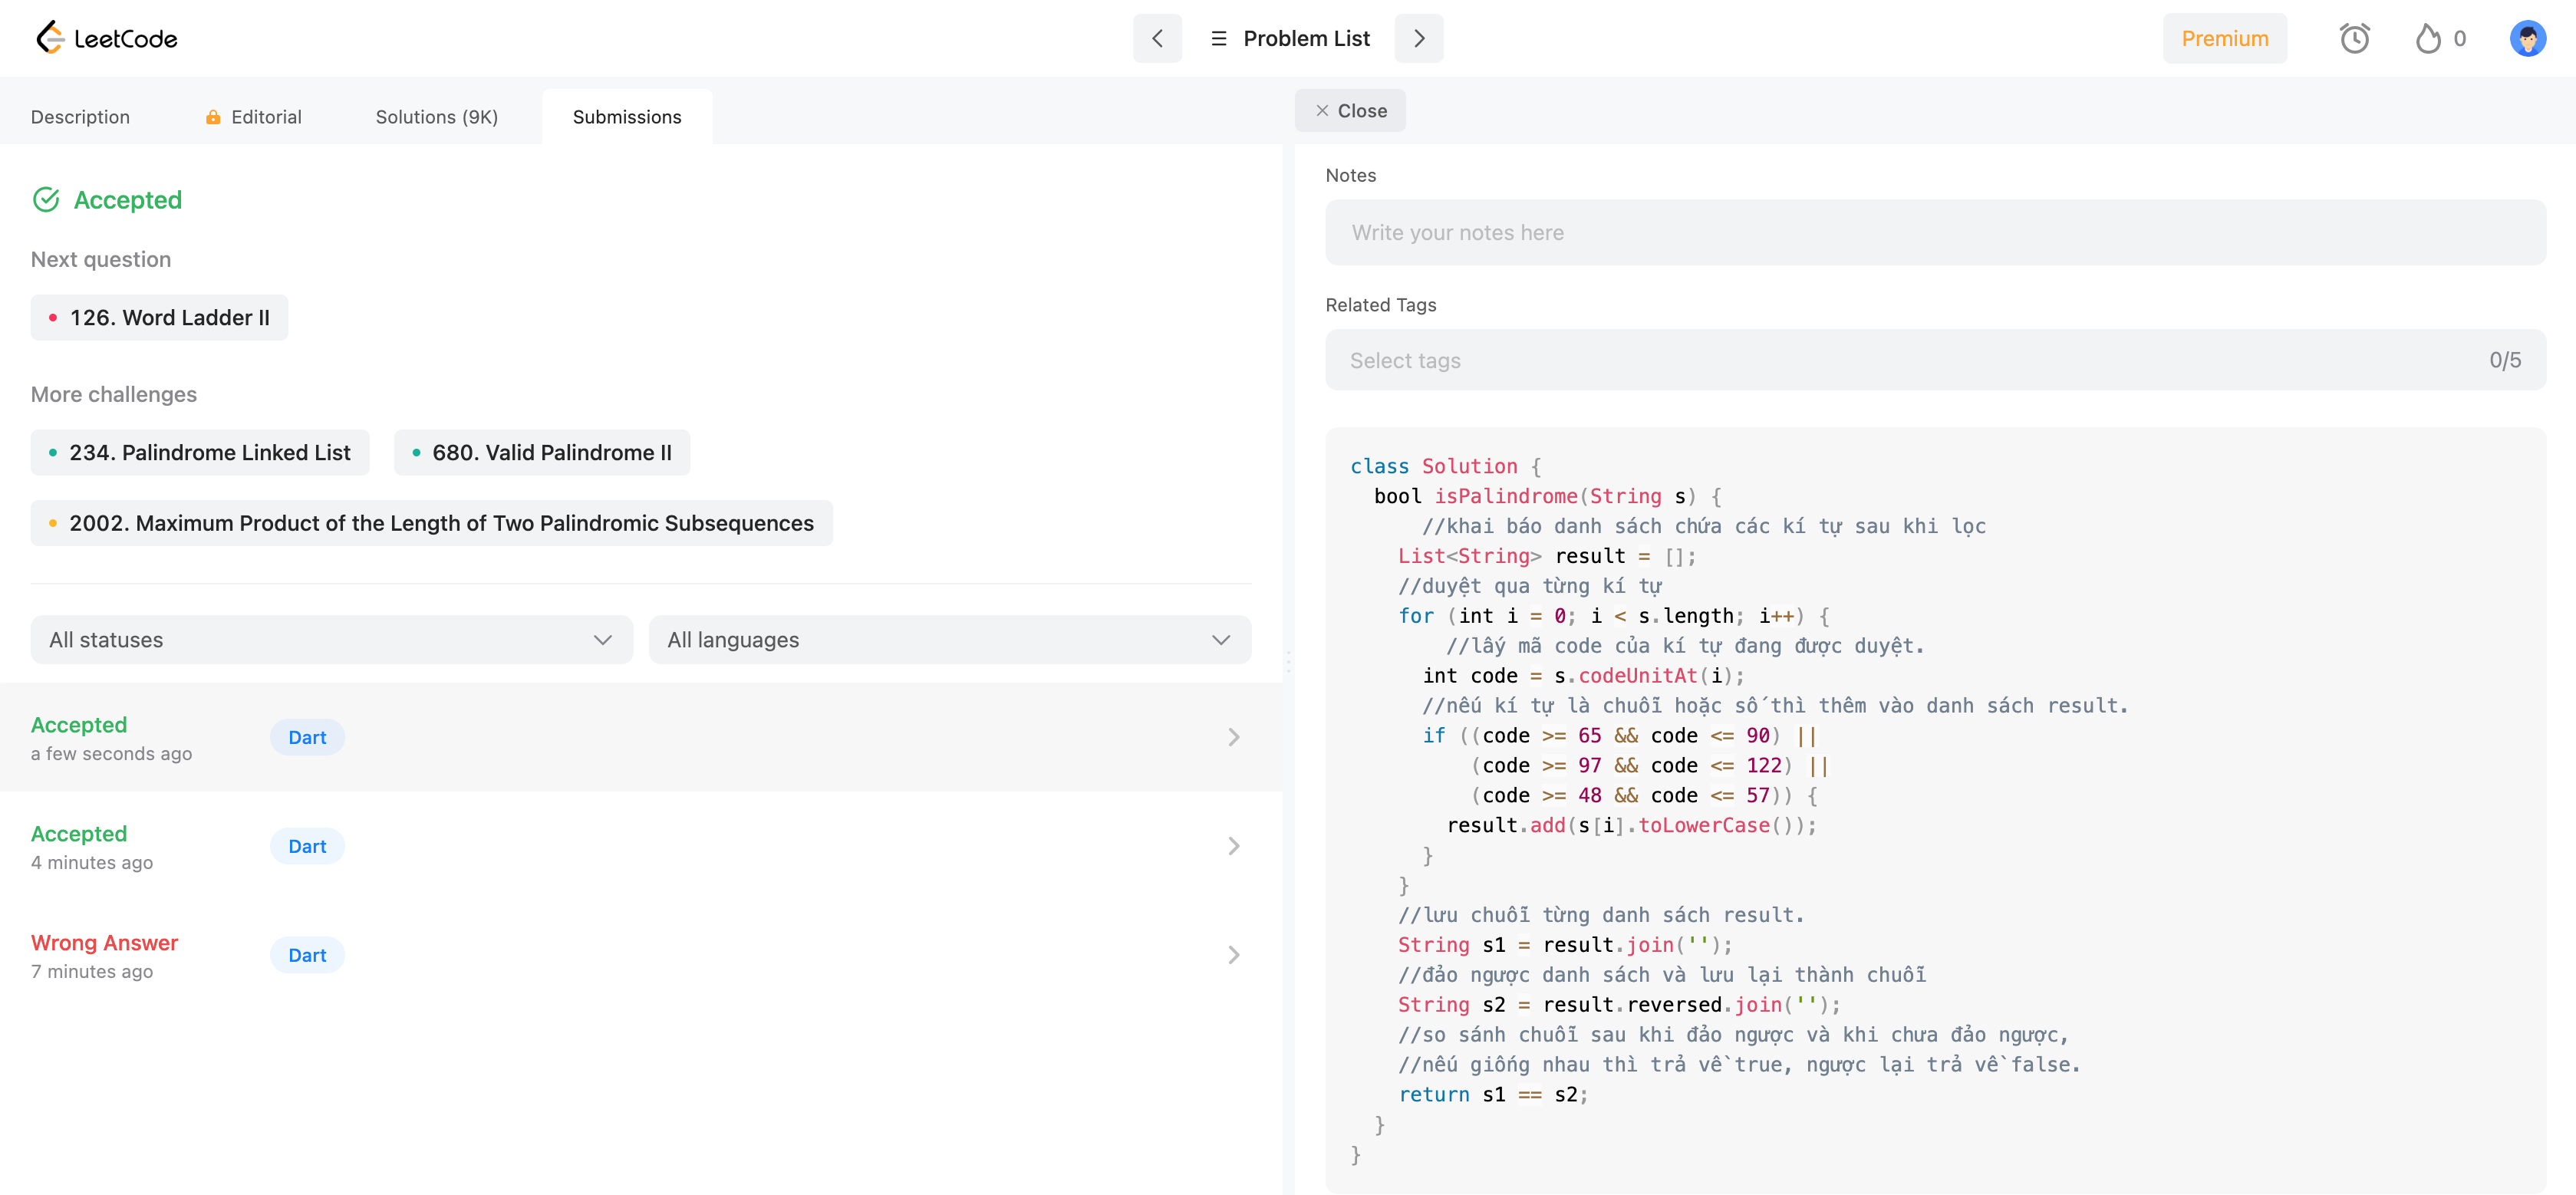 LeetCode
Problem List
Premium
0
Description
Editorial
Solutions (9K)
Submissions
Close
Accepted
Next question
126. Word Ladder II
More challenges
234. Palindrome Linked List
680. Valid Palindrome II
2002. Maximum Product of the Length of Two Palindromic Subsequences
All statuses
All languages
Accepted
a few seconds ago
Dart
Accepted
4 minutes ago
Dart
Wrong Answer
7 minutes ago
Dart
Notes
Write your notes here
Related Tags
Select tags
0/5
class Solution {
  bool isPalindrome(String s) {
      //khai báo danh sách chứa các kí tự sau khi lọc
    List<String> result = [];
    //duyệt qua từng kí tự
    for (int i = 0; i < s.length; i++) {
        //lấy mã code của kí tự đang được duyệt.
      int code = s.codeUnitAt(i);
      //nếu kí tự là chuỗi hoặc số thì thêm vào danh sách result.
      if ((code >= 65 && code <= 90) ||
          (code >= 97 && code <= 122) ||
          (code >= 48 && code <= 57)) {
        result.add(s[i].toLowerCase());
      }
    }
    //lưu chuỗi từng danh sách result.
    String s1 = result.join('');
    //đảo ngược danh sách và lưu lại thành chuỗi
    String s2 = result.reversed.join('');
    //so sánh chuỗi sau khi đảo ngược và khi chưa đảo ngược,
    //nếu giống nhau thì trả về true, ngược lại trả về false.
    return s1 == s2;
  }
}